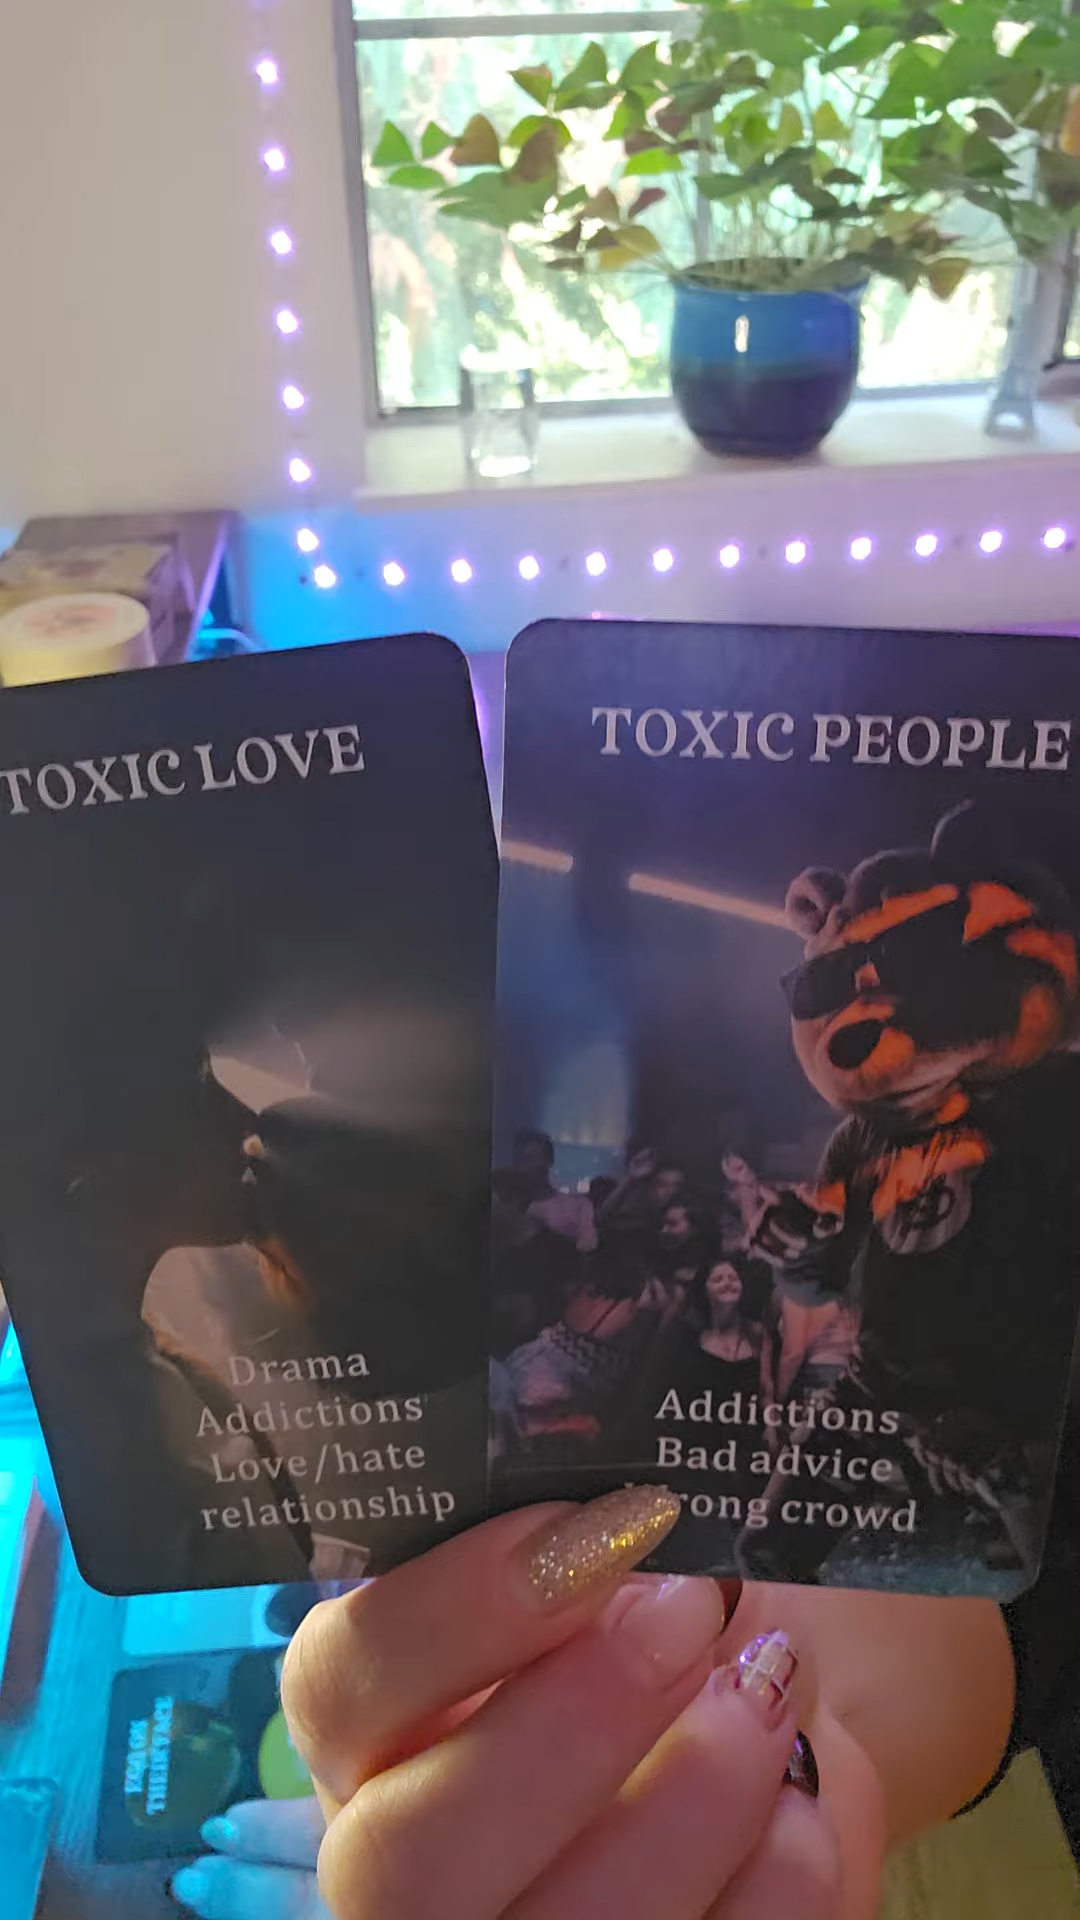 TOXIC LOVE
Drama
Addictions
Love/hate
relationship
TOXIC PEOPLE
Addictions
Bad advice
crowd